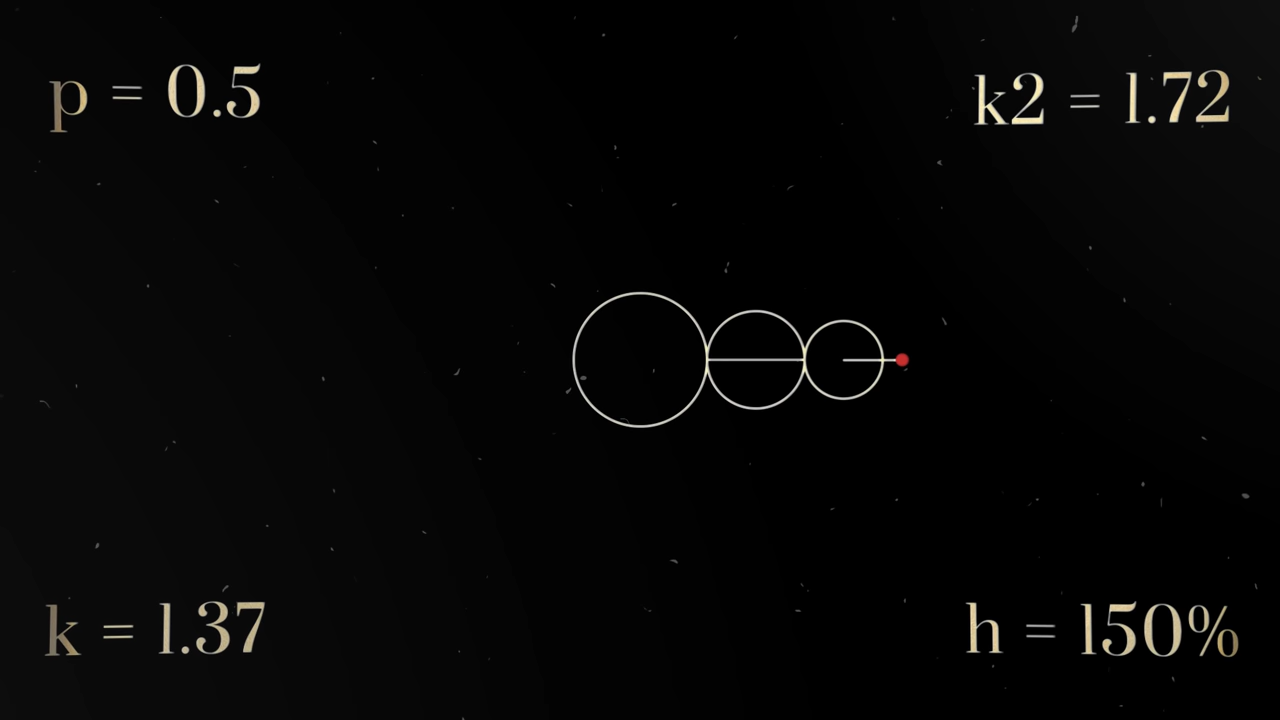 p = 0.5
k2 = 1.72
k = 1.37
h = 150%